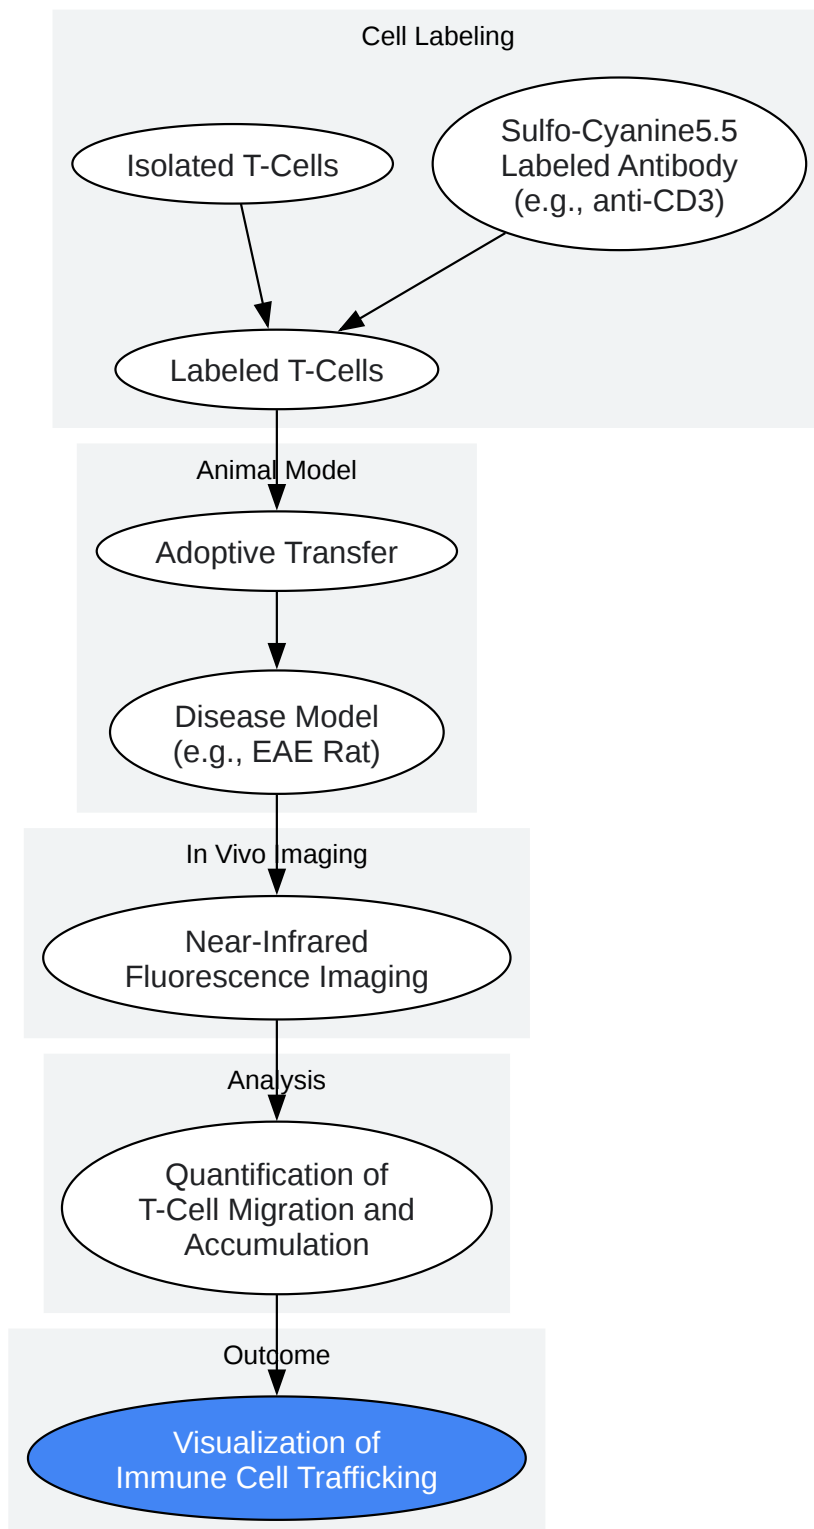 Cell Labeling
Isolated T-Cells
Sulfo-Cyanine5.5
Labeled Antibody
(e.g., anti-CD3)
Labeled T-Cells
Animal Model
Adoptive Transfer
Disease Model
(e.g., EAE Rat)
In Vivo Imaging
Near-Infrared
Fluorescence Imaging
Analysis
Quantification of
T-Cell Migration and
Accumulation
Outcome
Visualization of
Immune Cell Trafficking